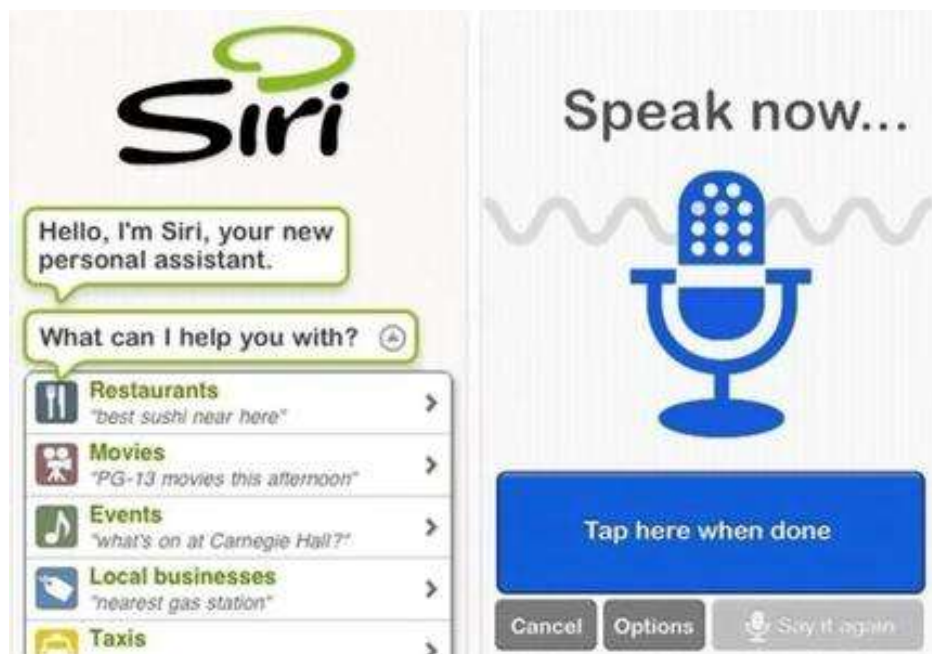 Siri
Hello, I'm Siri, your new
personal assistant.
What can I help you with?
Restaurants
"best sushi near here"
Movies
"PG-13 movies this afternoon"
Events
"what's on at Carnegie Hall?"
Local businesses
"nearest gas station"
Taxis
Speak now...
Tap here when done
Cancel
Options
Say it again